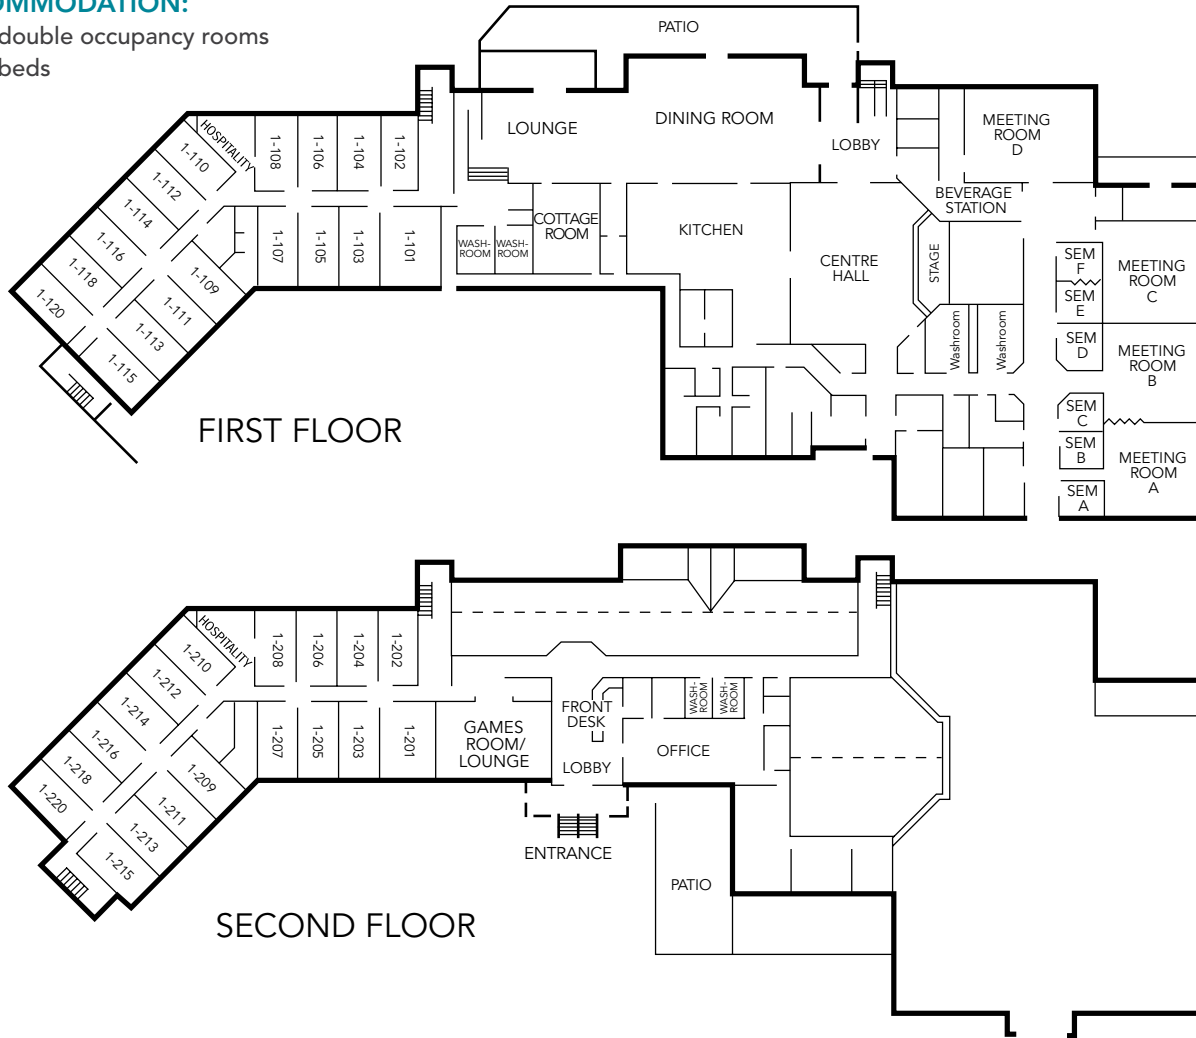 OMMODATION:
double occupancy rooms
beds
PATIO
LOUNGE
DINING ROOM
LOBBY
MEETING
ROOM
D
HOSPITALITY
1-110
1-112
1-114
1-116
1-118
1-120
1-108
1-106
1-104
1-102
1-107
1-105
1-103
1-101
1-109
1-111
1-113
1-115
WASH-
ROOM
WASH-
ROOM
COTTAGE
ROOM
KITCHEN
CENTRE
HALL
STAGE
BEVERAGE
STATION
Washroom
Washroom
SEM
F
SEM
E
SEM
D
SEM
C
SEM
B
SEM
A
MEETING
ROOM
C
MEETING
ROOM
B
MEETING
ROOM
A
FIRST FLOOR
HOSPITALITY
1-210
1-212
1-214
1-216
1-218
1-220
1-208
1-206
1-204
1-202
1-207
1-205
1-203
1-201
1-209
1-211
1-213
1-215
GAMES
ROOM/
LOUNGE
FRONT
DESK
LOBBY
WASH-
ROOM
WASH-
ROOM
OFFICE
ENTRANCE
PATIO
SECOND FLOOR